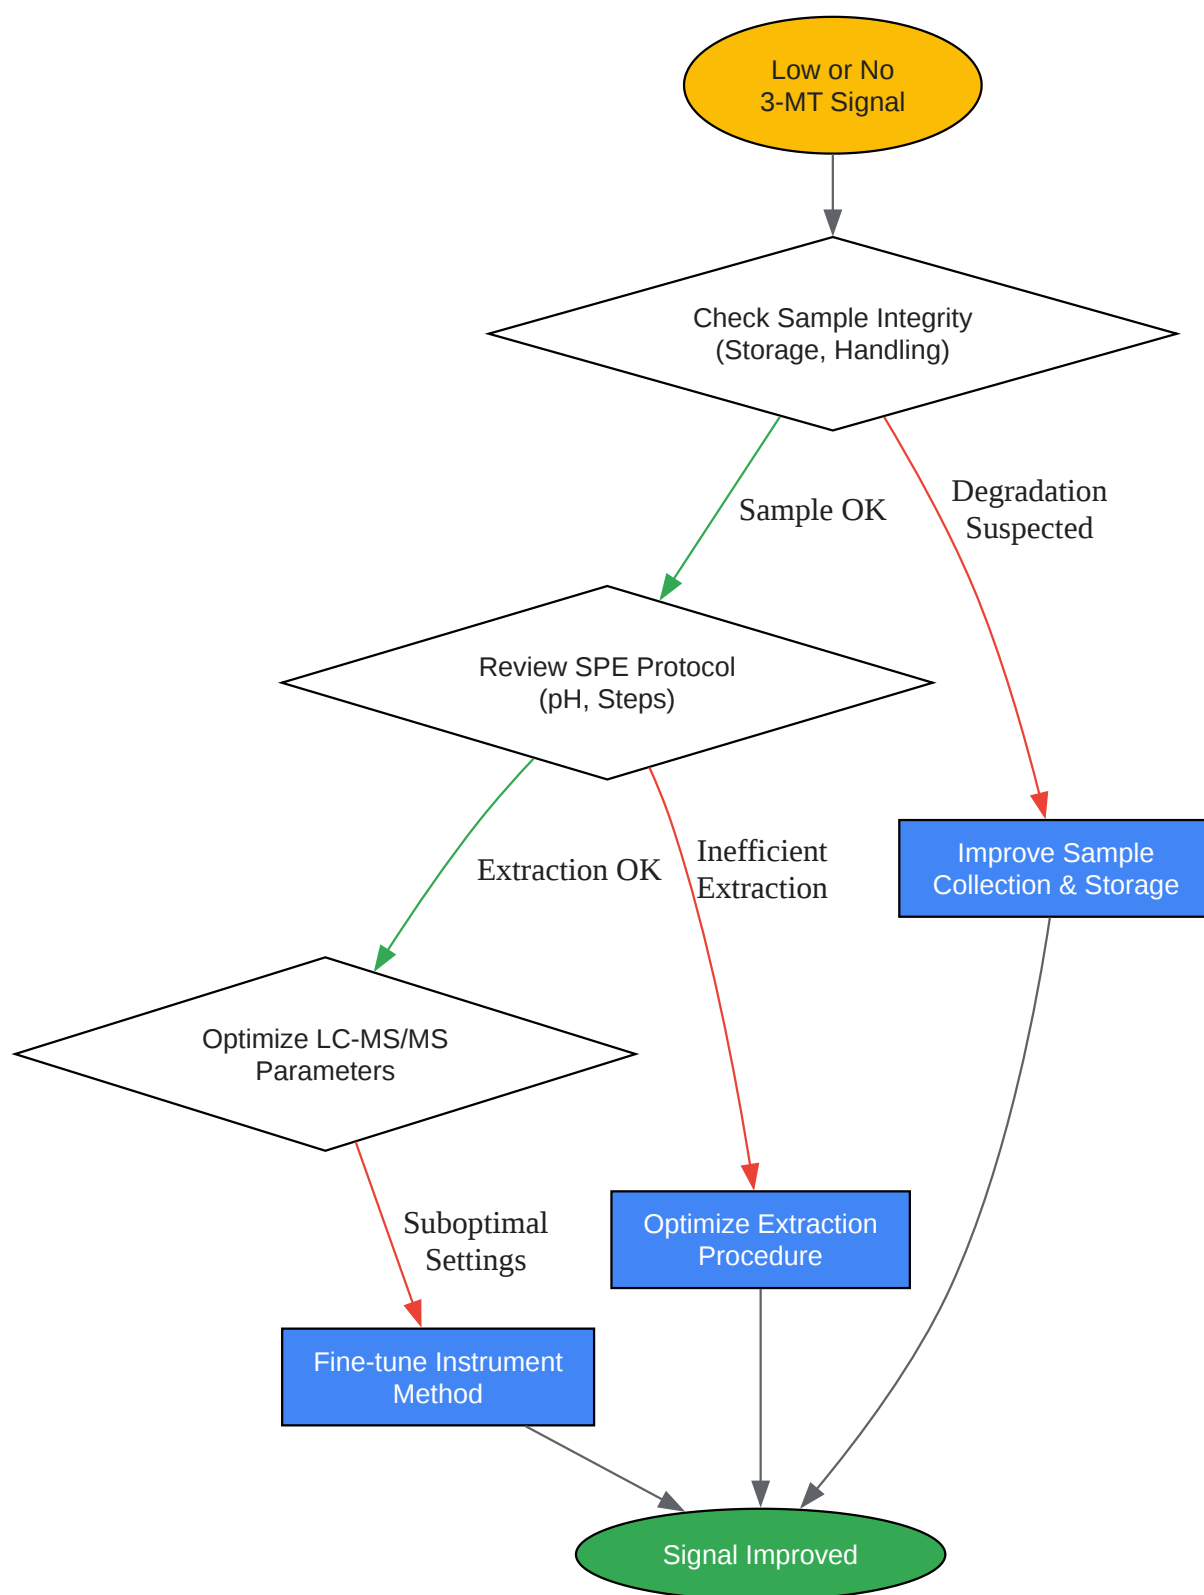 Low or No
3-MT Signal
Check Sample Integrity
(Storage, Handling)
Sample OK
Degradation
Suspected
Review SPE Protocol
(pH, Steps)
Extraction OK
Inefficient
Extraction
Improve Sample
Collection & Storage
Optimize LC-MS/MS
Parameters
Suboptimal
Settings
Optimize Extraction
Procedure
Fine-tune Instrument
Method
Signal Improved